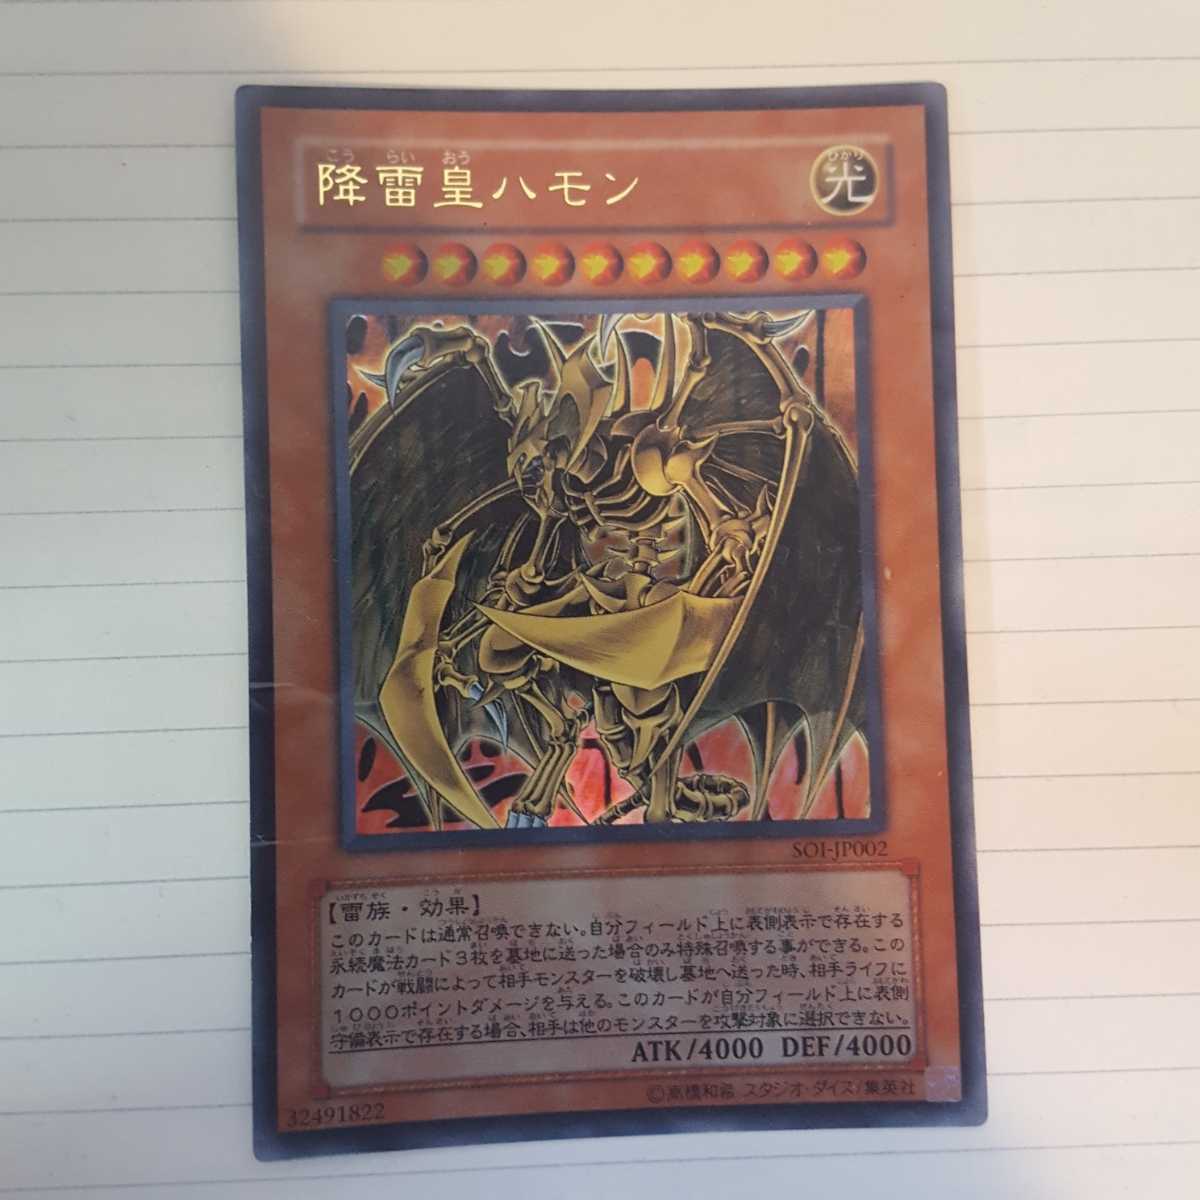 降雷皇ハモン
光
SOI-JP002
【雷族・効果】
このカードは通常召喚できない。自分フィールド上に表側表示で存在する
永続魔法カード3枚を墓地に送った場合のみ特殊召喚する事ができる。この
カードが戦闘によって相手モンスターを破壊し墓地へ送った時、相手ライフに
1000ポイントダメージを与える。このカードが自分フィールド上に表側
守備表示で存在する場合、相手は他のモンスターを攻撃対象に選択できない。
ATK/4000 DEF/4000
32491822
©高橋和希 スタジオ・ダイス/集英社